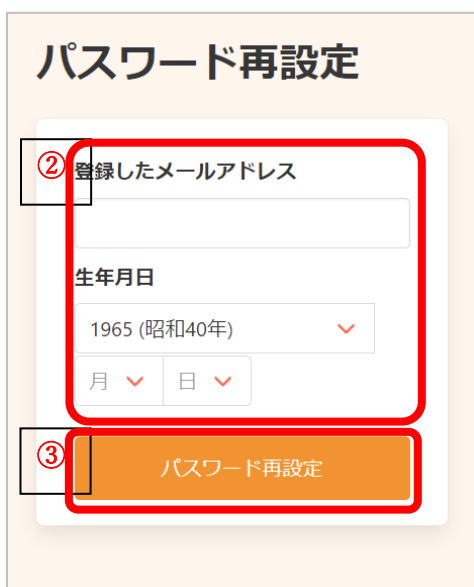 パスワード再設定
② 登録したメールアドレス
生年月日
1965 (昭和40年)
月 日
③ パスワード再設定